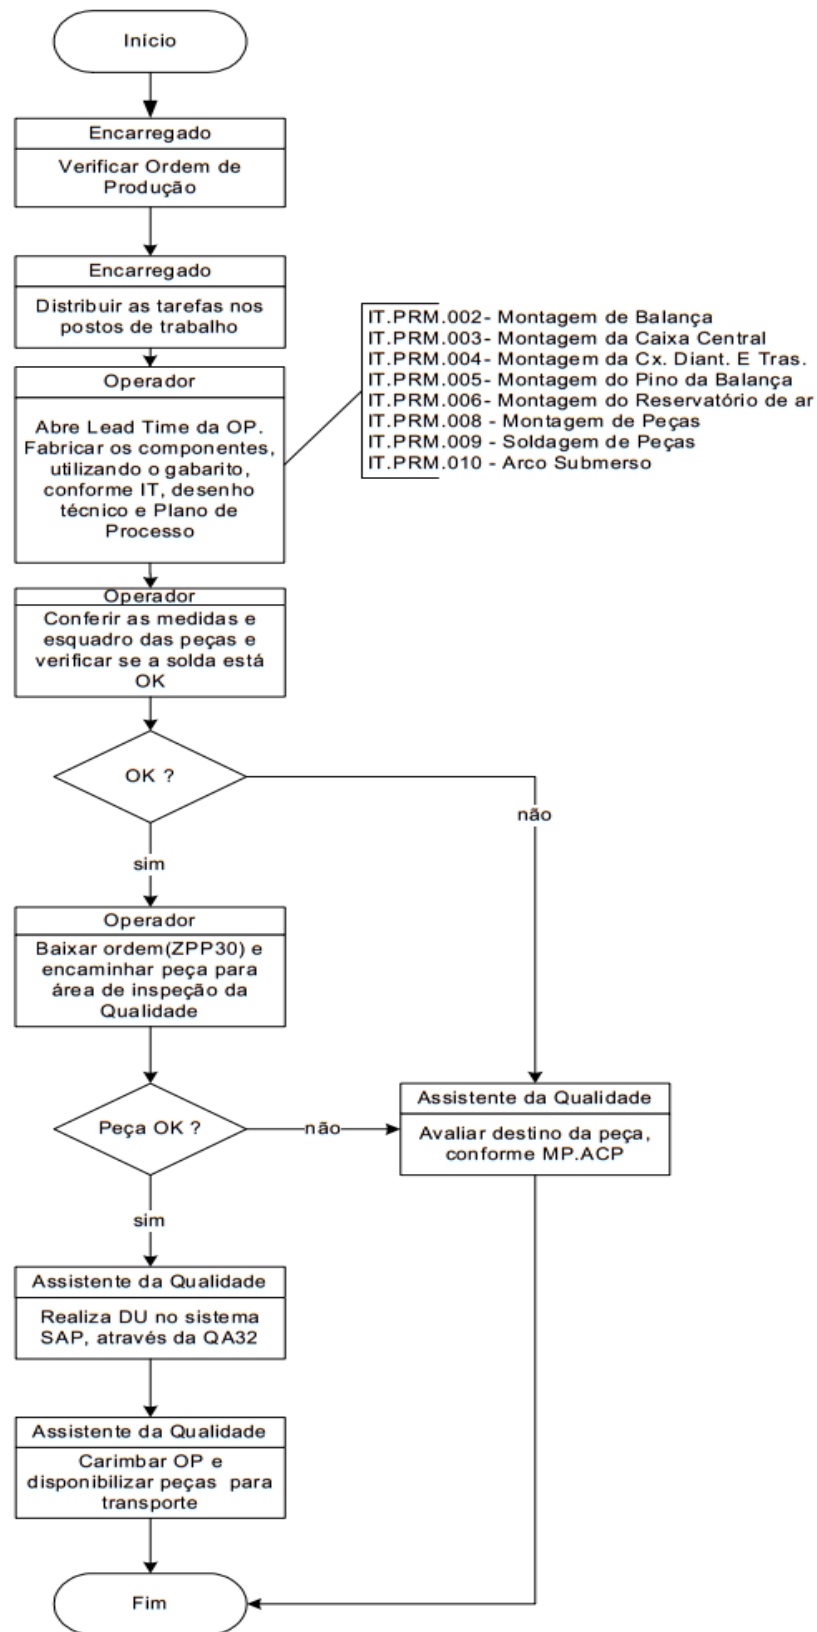 Início
Encarregado
Verificar Ordem de
Produção
Encarregado
Distribuir as tarefas nos
postos de trabalho
Operador
Abre Lead Time da OP.
Fabricar os componentes,
utilizando o gabarito,
conforme IT, desenho
técnico e Plano de
Processo
IT.PRM.002- Montagem de Balança
IT.PRM.003- Montagem da Caixa Central
IT.PRM.004- Montagem da Cx. Diant. E Tras.
IT.PRM.005- Montagem do Pino da Balança
IT.PRM.006- Montagem do Reservatório de ar
IT.PRM.008 - Montagem de Peças
IT.PRM.009 - Soldagem de Peças
IT.PRM.010 - Arco Submerso
Operador
Conferir as medidas e
esquadro das peças e
verificar se a solda está
OK
OK ?
não
sim
Operador
Baixar ordem(ZPP30) e
encaminhar peça para
área de inspeção da
Qualidade
Peça OK ?
não
Assistente da Qualidade
Avaliar destino da peça,
conforme MP.ACP
sim
Assistente da Qualidade
Realiza DU no sistema
SAP, através da QA32
Assistente da Qualidade
Carimbar OP e
disponibilizar peças para
transporte
Fim